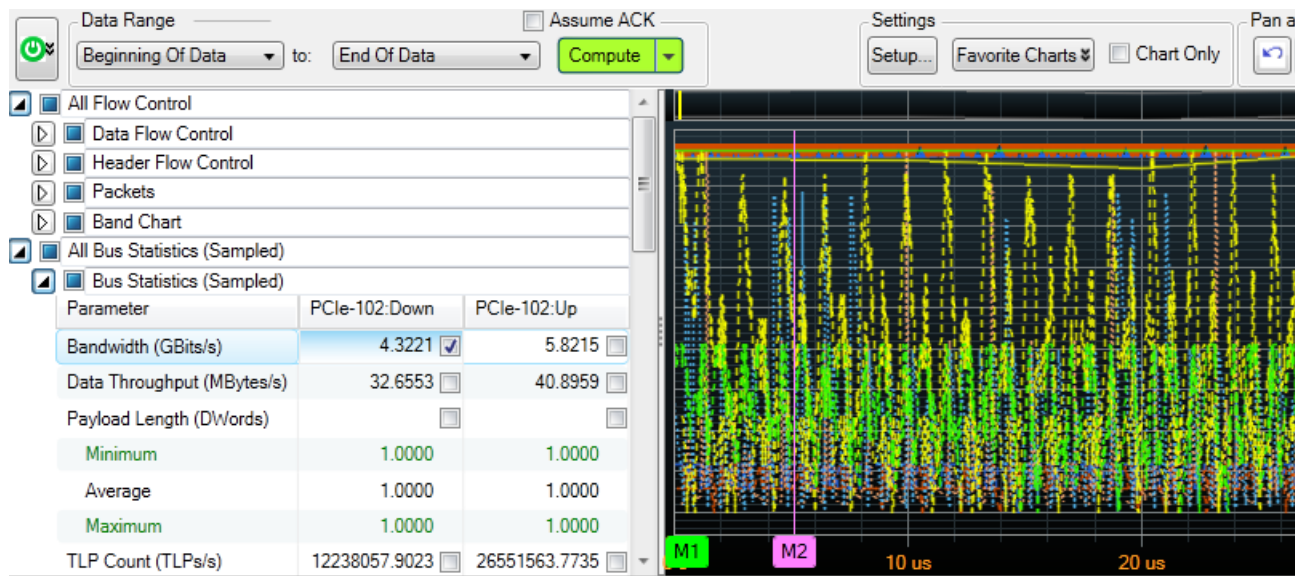 Data Range
Assume ACK
Settings
Pan a
Beginning Of Data to: End Of Data Compute
Setup... Favorite Charts Chart Only
All Flow Control
Data Flow Control
Header Flow Control
Packets
Band Chart
All Bus Statistics (Sampled)
Bus Statistics (Sampled)
Parameter PCIe-102:Down PCIe-102:Up
Bandwidth (GBits/s) 4.3221 5.8215
Data Throughput (MBytes/s) 32.6553 40.8959
Payload Length (DWords)
Minimum 1.0000 1.0000
Average 1.0000 1.0000
Maximum 1.0000 1.0000
TLP Count (TLPs/s) 12238057.9023 26551563.7735
M1 M2
10 us 20 us